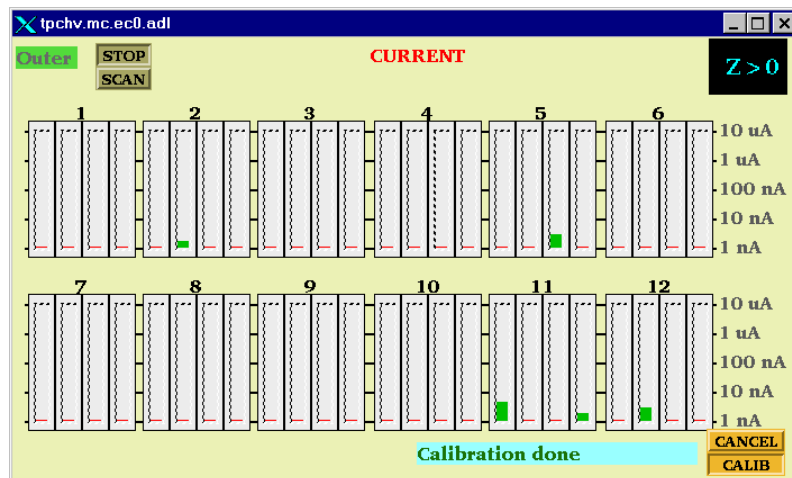 tpchv.mc.ec0.adl
Outer
STOP
SCAN
CURRENT
Z > 0
1 2 3 4 5 6
10 uA
1 uA
100 nA
10 nA
1 nA
7 8 9 10 11 12
10 uA
1 uA
100 nA
10 nA
1 nA
Calibration done
CANCEL
CALIB